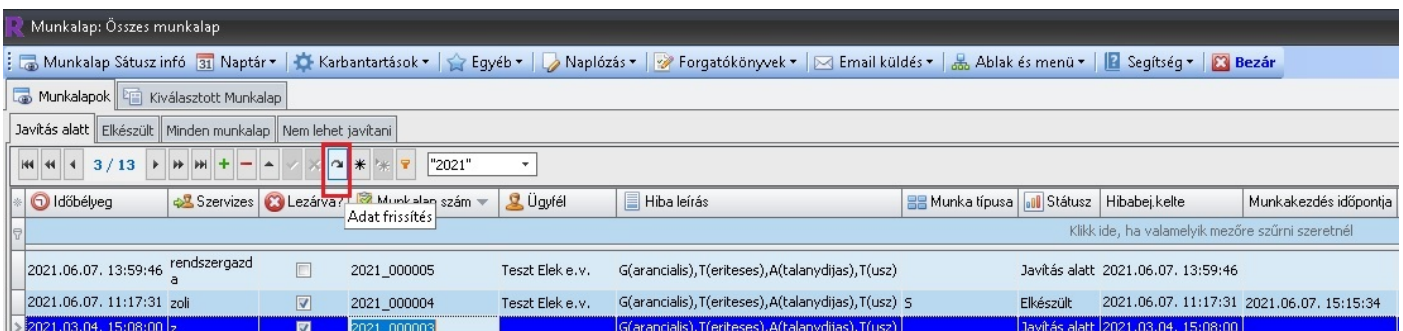 Munkalap: Összes munkalap
Munkalap Sátusz infó 31 Naptár Karbantartások Egyéb Naplózás Forgatókönyvek Email küldés Ablak és menü Segítség Bezár
Munkalapok Kiválasztott Munkalap
Javítás alatt Elkészült Minden munkalap Nem lehet javítani
3 / 13 "2021"
Időbélyeg Szervizes Lezárva? Munkalap szám Ügyfél Hiba leírás Munka típusa Státusz Hibabej.kelte Munkakezdés időpontja
Adat frissítés
Klikk ide, ha valamelyik mezőre szűrni szeretnél
2021.06.07. 13:59:46 rendszergazd
a 2021_000005 Teszt Elek e.v. G(arancialis),T(eriteses),A(talanydijas),T(usz) Javítás alatt 2021.06.07. 13:59:46
2021.06.07. 11:17:31 zoli 2021_000004 Teszt Elek e.v. G(arancialis),T(eriteses),A(talanydijas),T(usz) S Elkészült 2021.06.07. 11:17:31 2021.06.07. 15:15:34
2021.03.04. 15:08:00 z 2021_000003 G(arancialis),T(eriteses),A(talanydijas),T(usz) Javítás alatt 2021.03.04. 15:08:00